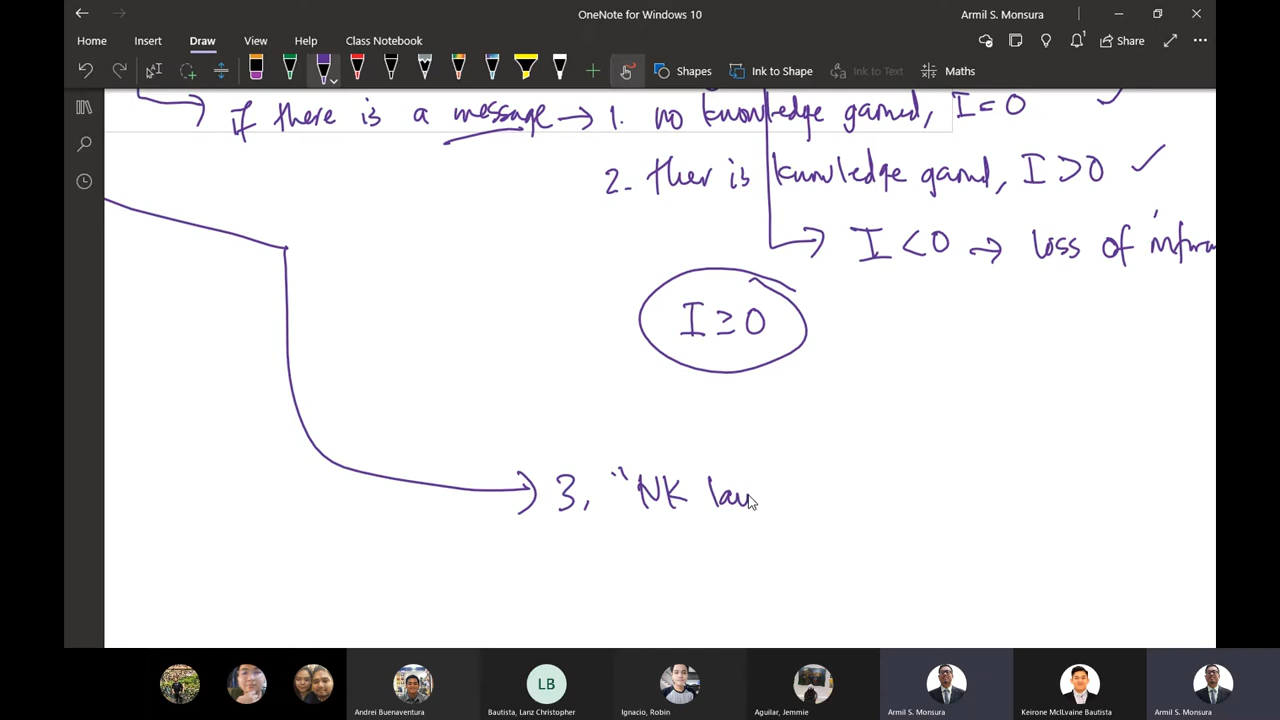 OneNote for Windows 10
Armil S. Monsura
Home Insert Draw View Help Class Notebook
Share
Shapes Ink to Shape Ink to Text Maths
if there is a message → 1. no knowledge gained, I = 0 ✓
2. ther is knowledge gaind, I > 0 ✓
→ I < 0 → loss of
I ≥ 0
→ 3, "NK law
LB
Andrei Buenaventura
Bautista, Lanz Christopher
Ignacio, Robin
Aguilar, Jemmie
Armil S. Monsura
Keirone McIlvaine Bautista
Armil S. Monsura